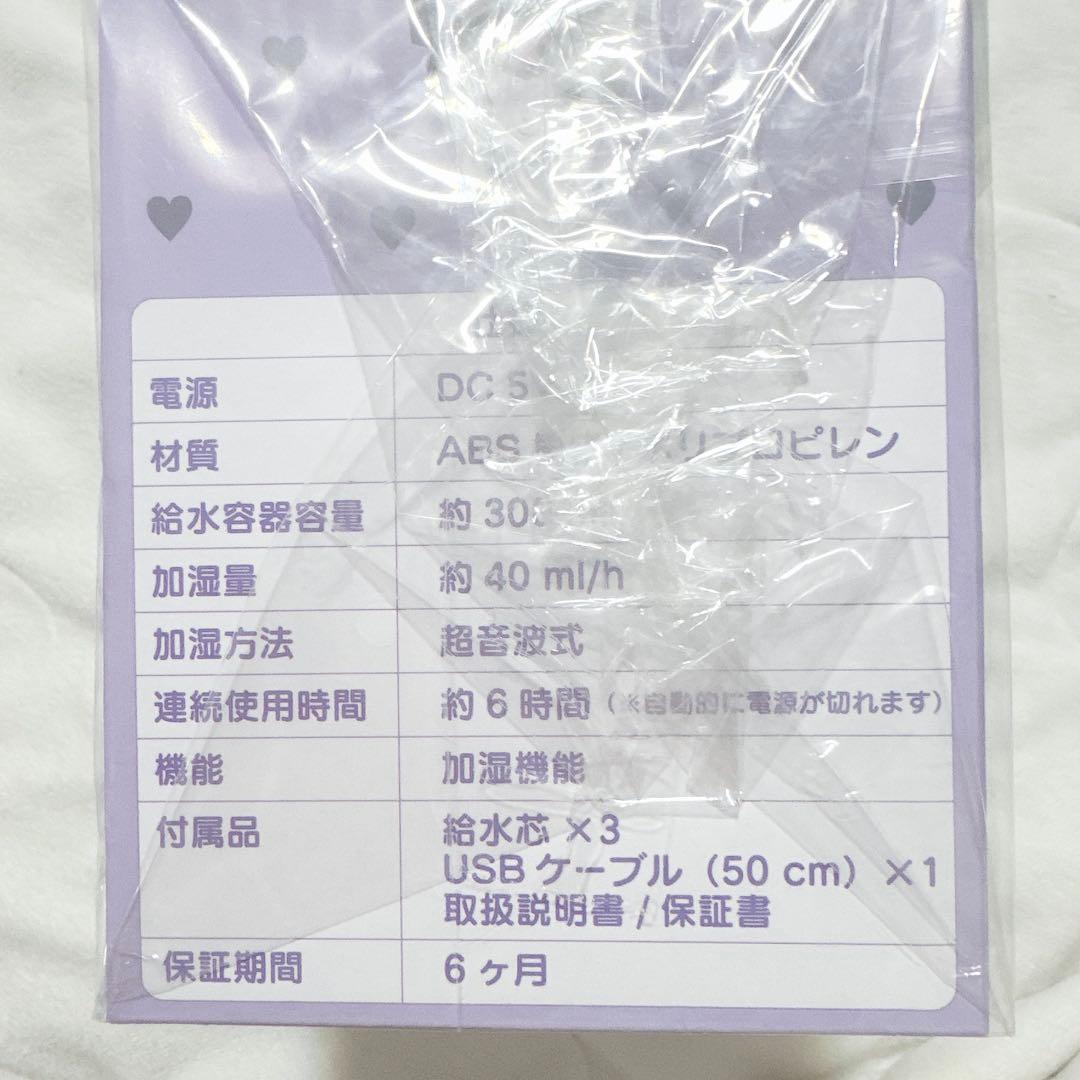 電源 DC 5
材質 ABS ピレン
給水容器容量 約 30
加湿量 約 40 ml/h
加湿方法 超音波式
連続使用時間 約 6 時間（※自動的に電源が切れます）
機能 加湿機能
付属品 給水芯 ×3
USB ケーブル（50 cm）×1
取扱説明書 / 保証書
保証期間 6 ヶ月